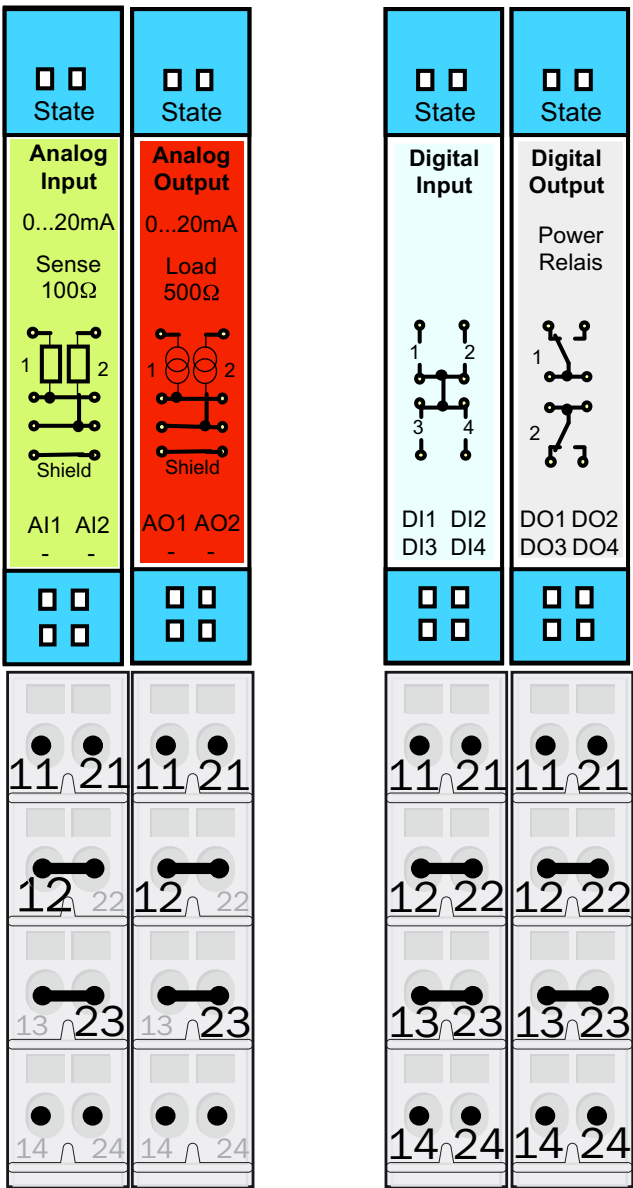 State
Analog
Input
0...20mA
Sense
100Ω
1 2
Shield
AI1 AI2
- -
11 21
12 22
13 23
14 24
State
Analog
Output
0...20mA
Load
500Ω
1 2
Shield
AO1 AO2
- -
11 21
12 22
13 23
14 24
State
Digital
Input
1 2
3 4
DI1 DI2
DI3 DI4
11 21
12 22
13 23
14 24
State
Digital
Output
Power
Relais
1
2
DO1 DO2
DO3 DO4
11 21
12 22
13 23
14 24